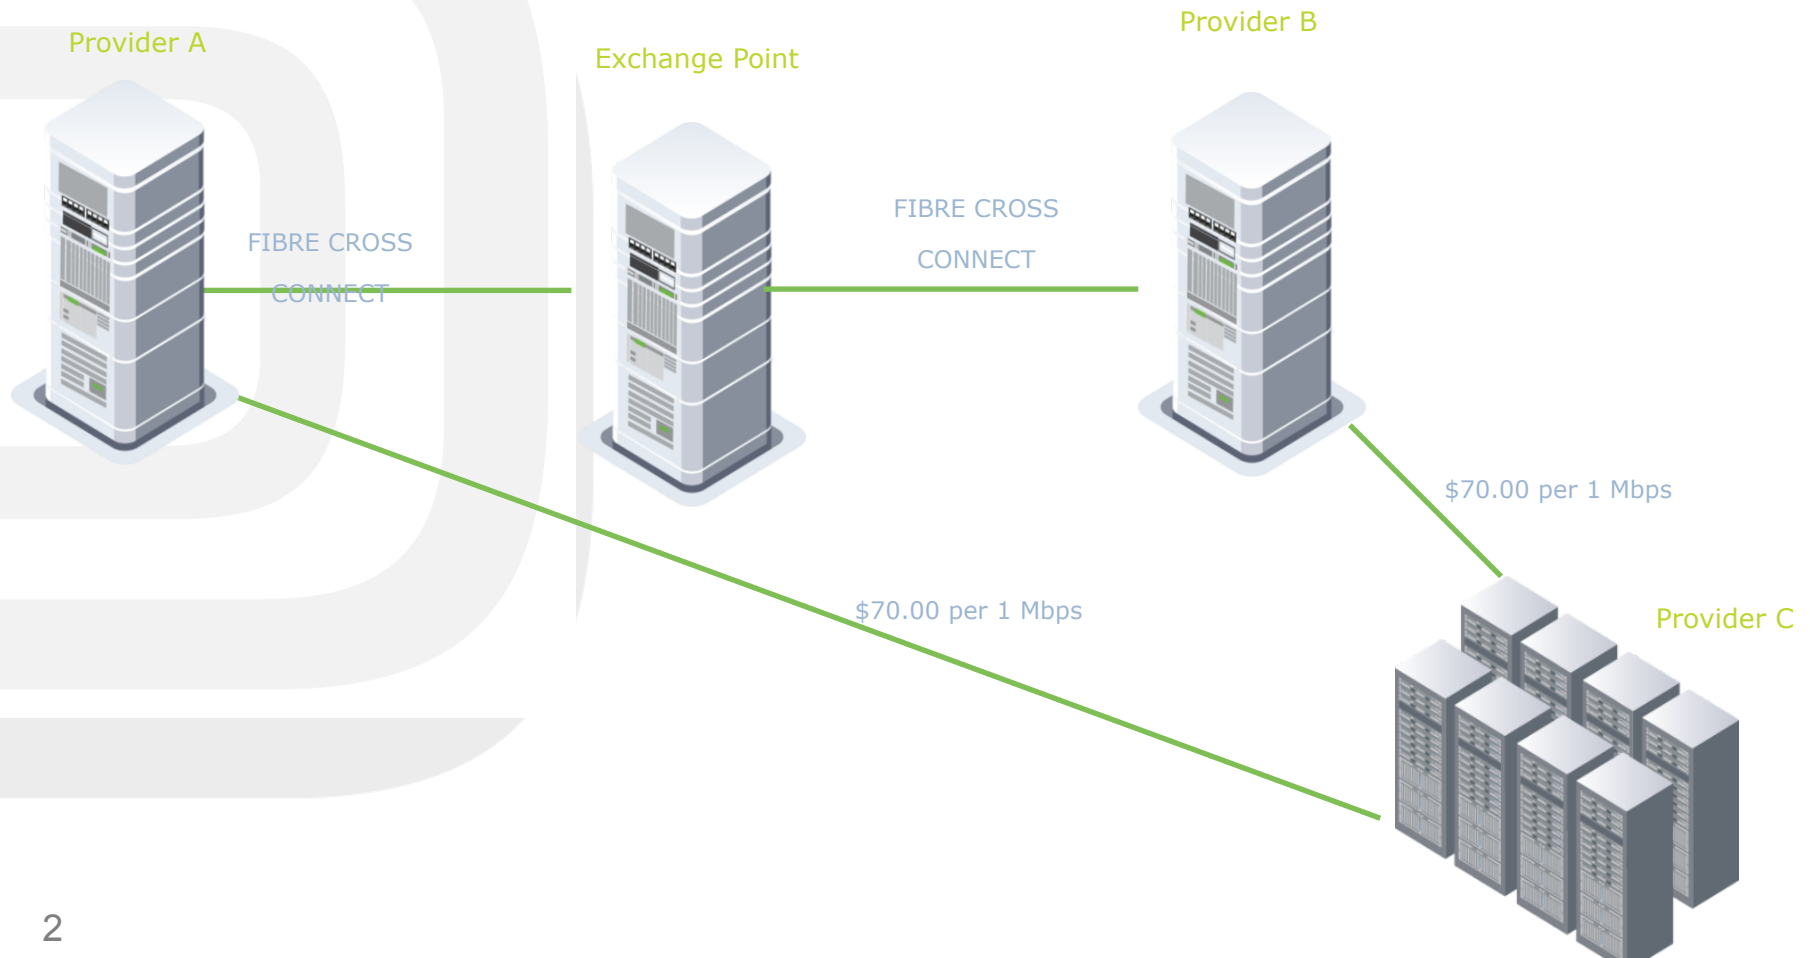 Provider A
Exchange Point
Provider B
FIBRE CROSS
CONNECT
FIBRE CROSS
CONNECT
$70.00 per 1 Mbps
$70.00 per 1 Mbps
Provider C
2